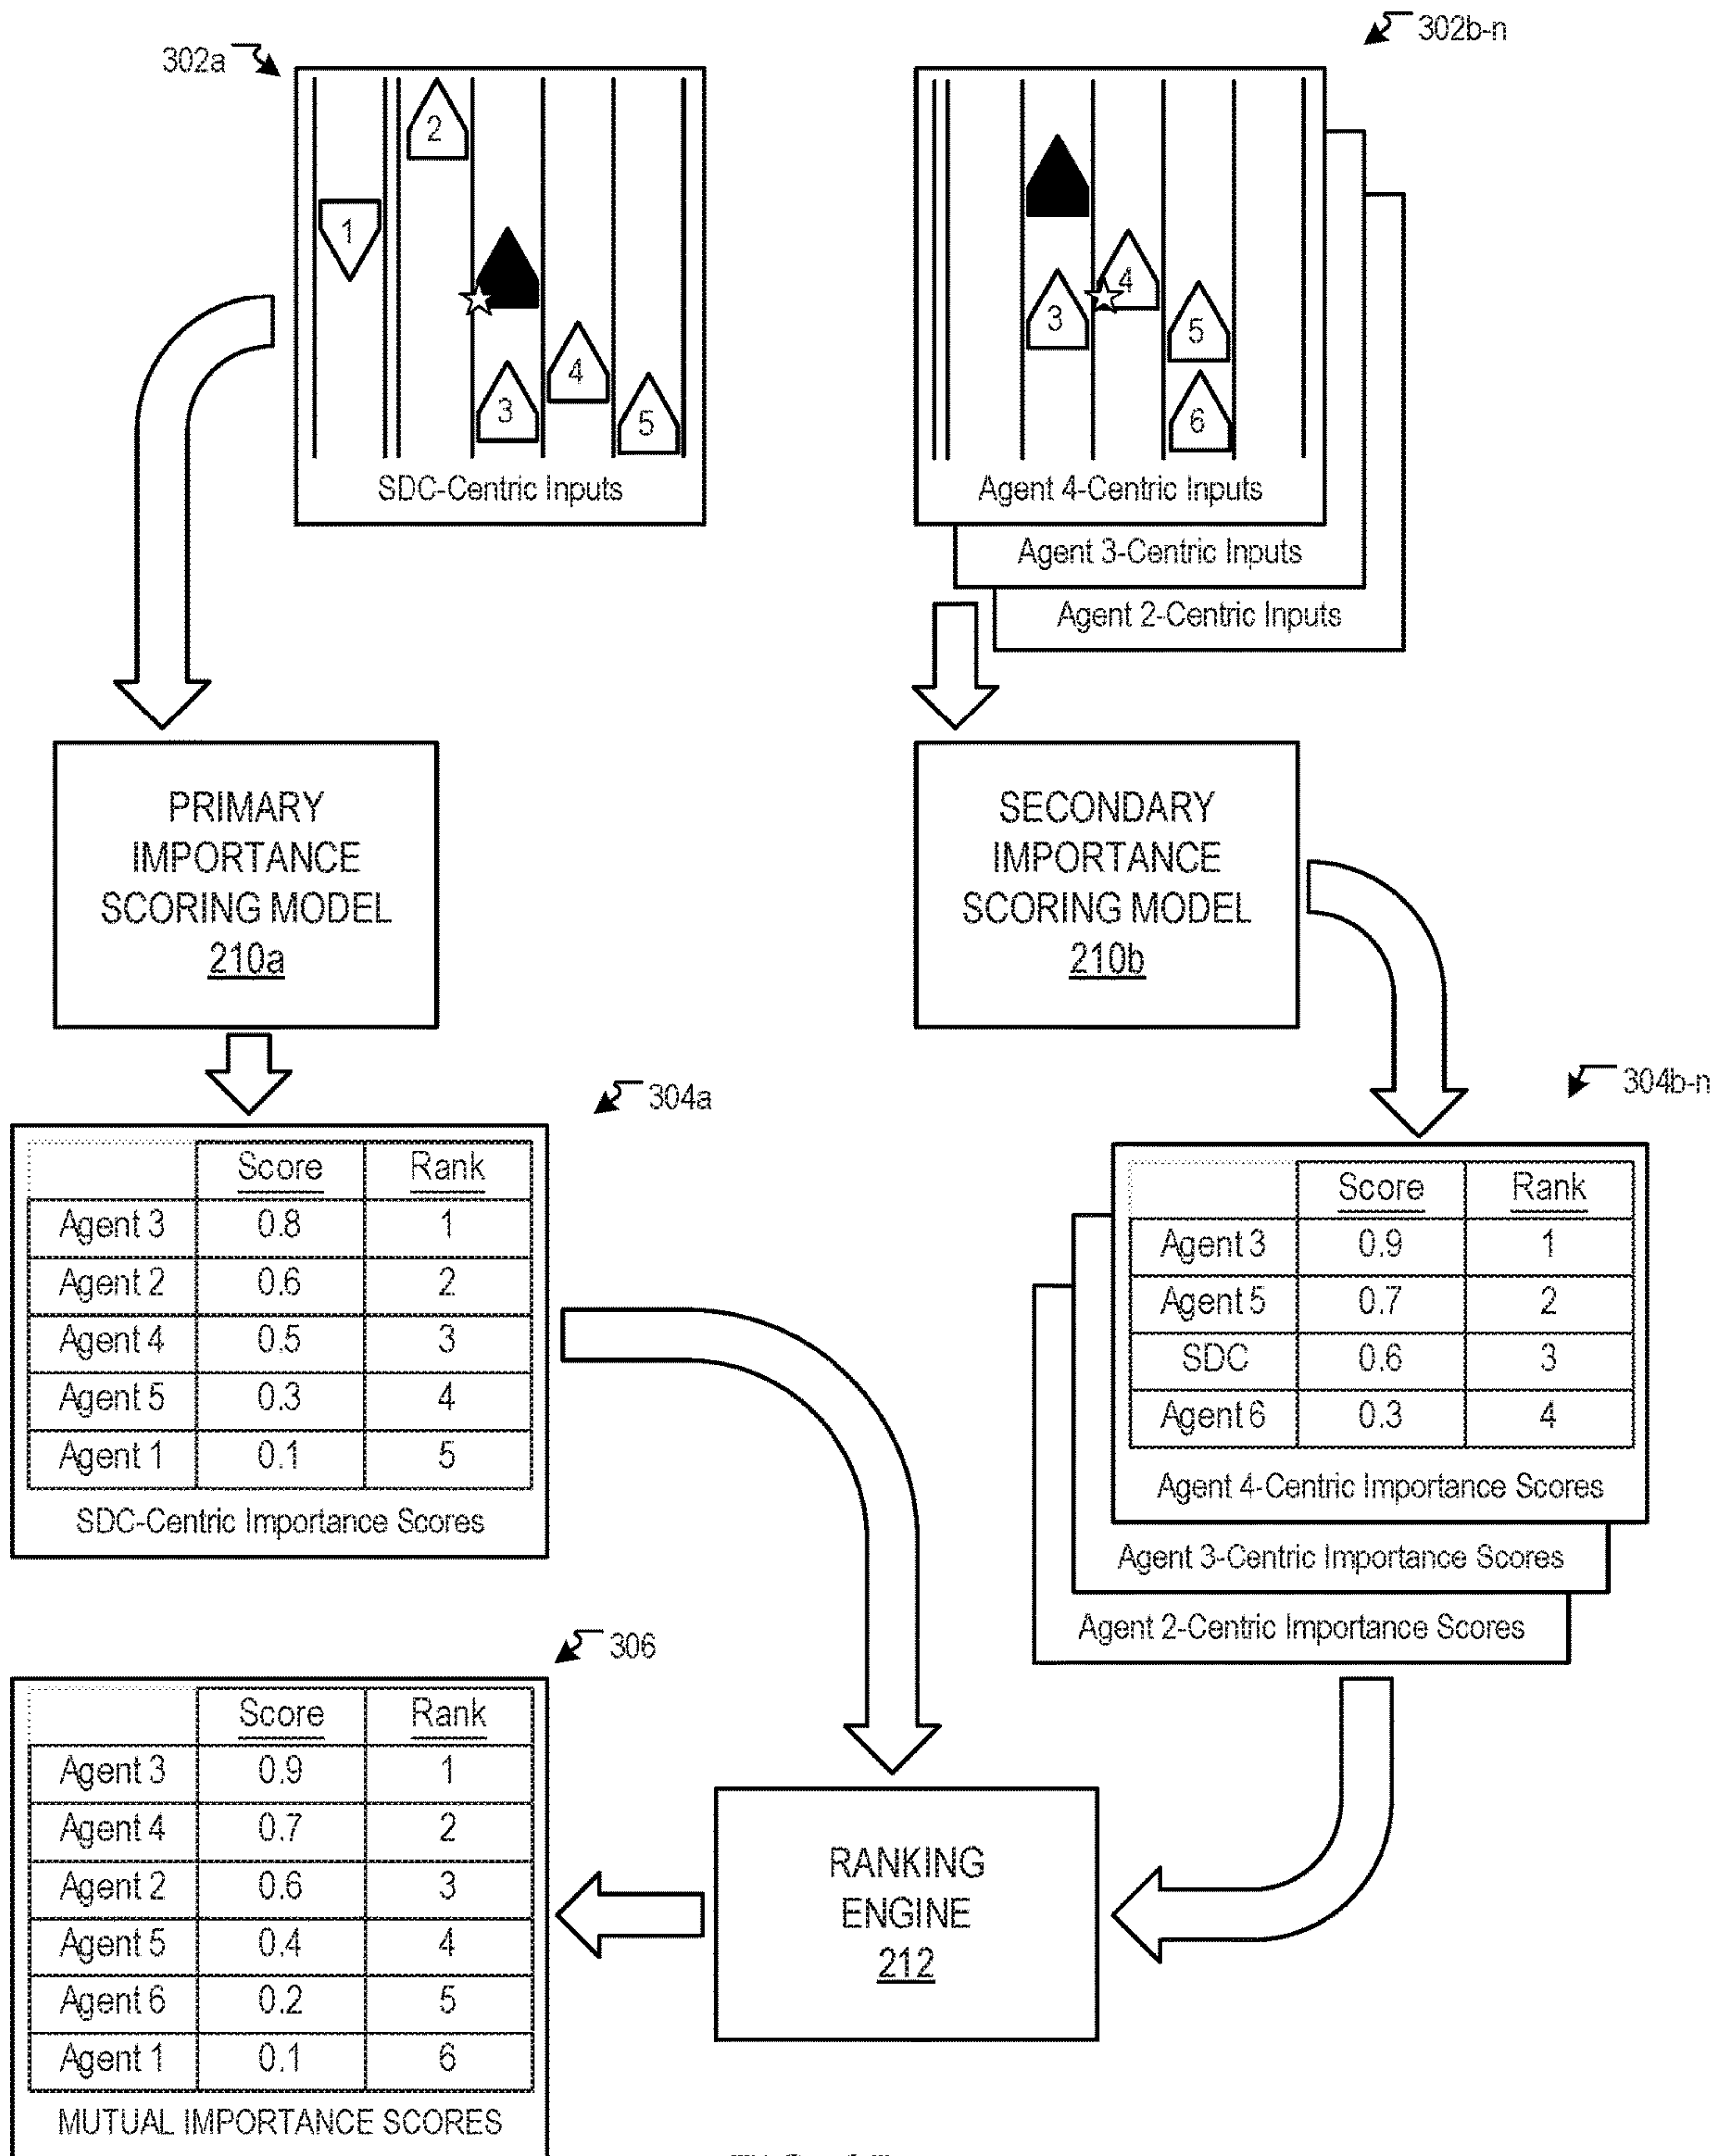 302a
302b-n
2
1
3
4
5
SDC-Centric Inputs
3
4
5
6
Agent 4-Centric Inputs
Agent 3-Centric Inputs
Agent 2-Centric Inputs
PRIMARY
IMPORTANCE
SCORING MODEL
210a
SECONDARY
IMPORTANCE
SCORING MODEL
210b
304a
Score Rank
Agent 3 0.8 1
Agent 2 0.6 2
Agent 4 0.5 3
Agent 5 0.3 4
Agent 1 0.1 5
SDC-Centric Importance Scores
304b-n
Score Rank
Agent 3 0.9 1
Agent 5 0.7 2
SDC 0.6 3
Agent 6 0.3 4
Agent 4-Centric Importance Scores
Agent 3-Centric Importance Scores
Agent 2-Centric Importance Scores
306
Score Rank
Agent 3 0.9 1
Agent 4 0.7 2
Agent 2 0.6 3
Agent 5 0.4 4
Agent 6 0.2 5
Agent 1 0.1 6
MUTUAL IMPORTANCE SCORES
RANKING
ENGINE
212